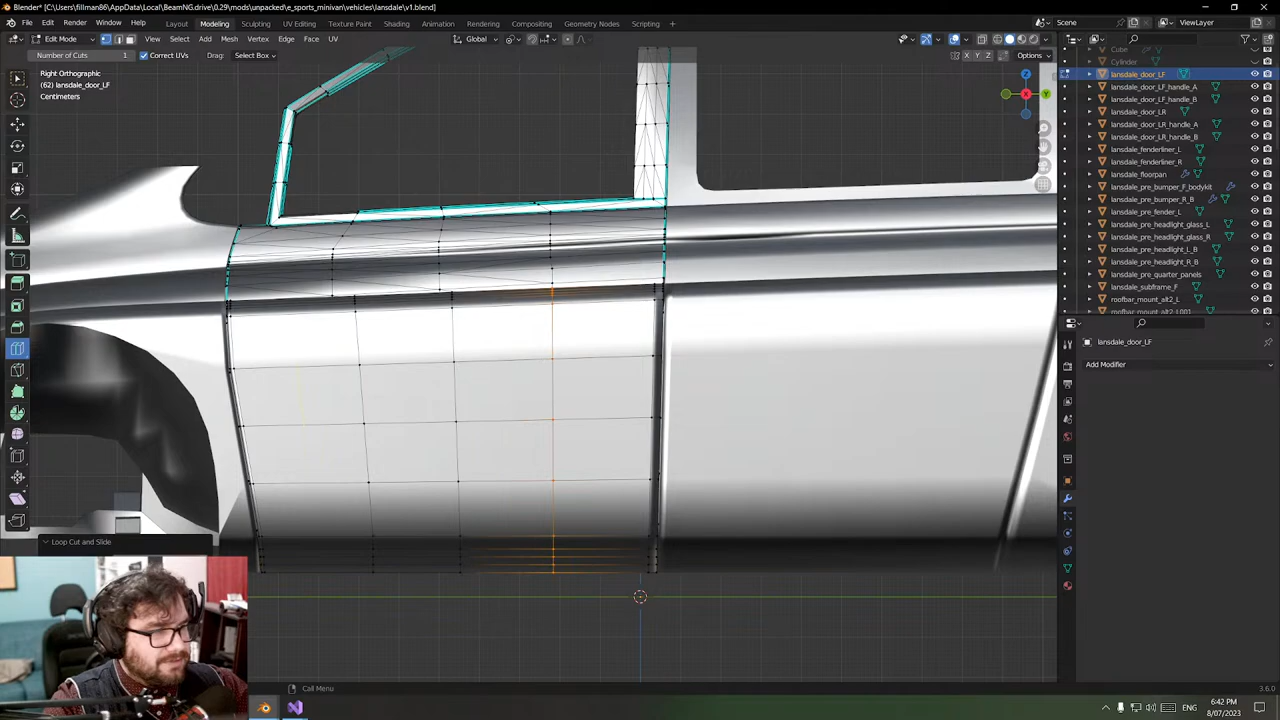 Blender* [C:\Users\fillman86\AppData\Local\BeamNG.drive\0.29\mods\unpacked\e_sports_minivan\vehicles\lansdale\v1.blend]
File Edit Render Window Help Layout Modeling Sculpting UV Editing Texture Paint Shading Animation Rendering Compositing Geometry Nodes Scripting + Scene ViewLayer
Edit Mode View Select Add Mesh Vertex Edge Face UV Global
Number of Cuts 1 Correct UVs Drag: Select Box X Y Z Options
Right Orthographic
(62) lansdale_door_LF
Centimeters
Z
X
Y
Cube
Cylinder
lansdale_door_LF
lansdale_door_LF_handle_A
lansdale_door_LF_handle_B
lansdale_door_LR
lansdale_door_LR_handle_A
lansdale_door_LR_handle_B
lansdale_fenderliner_L
lansdale_fenderliner_R
lansdale_floorpan
lansdale_pre_bumper_F_bodykit
lansdale_pre_fender_L
lansdale_pre_headlight_glass_L
lansdale_pre_headlight_glass_R
lansdale_pre_headlight_L_B
lansdale_pre_headlight_R_B
lansdale_pre_quarter_panels
lansdale_subframe_F
roofbar_mount_alt2_L
roofbar_mount_alt2_L001
lansdale_door_LF
Add Modifier
Loop Cut and Slide
Call Menu
3.6.0
ENG
6:42 PM
8/07/2023